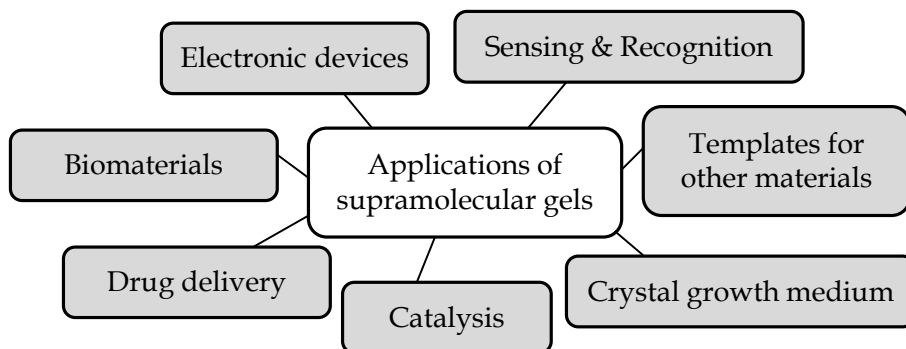 Electronic devices
Sensing & Recognition
Biomaterials
Applications of
supramolecular gels
Templates for
other materials
Drug delivery
Catalysis
Crystal growth medium